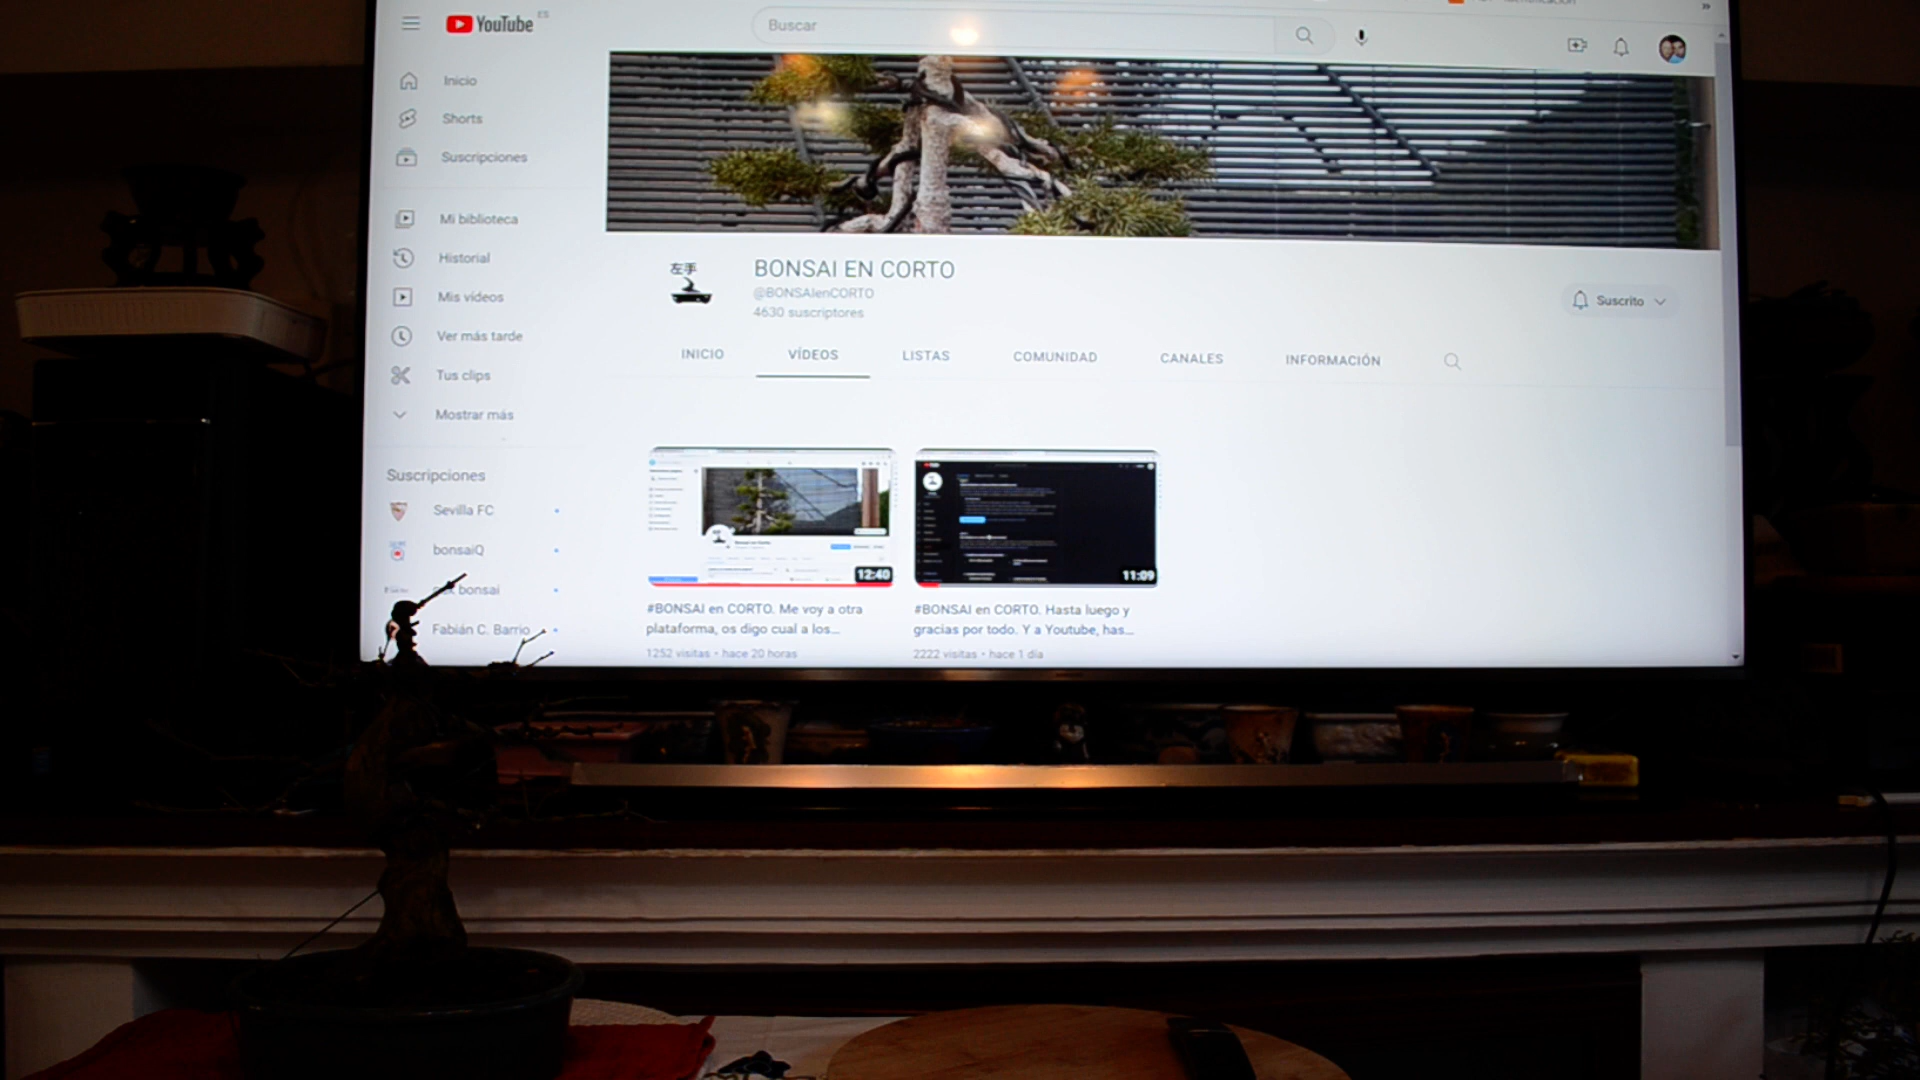 YouTube ES
Buscar
Inicio
Shorts
Suscripciones
Mi biblioteca
Historial
Mis vídeos
Ver más tarde
Tus clips
Mostrar más
Suscripciones
Sevilla FC
bonsaiQ
bonsai
Fabián C. Barrio
左手
BONSAI EN CORTO
@BONSAIenCORTO
4630 suscriptores
Suscrito
INICIO VÍDEOS LISTAS COMUNIDAD CANALES INFORMACIÓN
12:40
#BONSAI en CORTO. Me voy a otra
plataforma, os digo cual a los...
1252 visitas • hace 20 horas
11:09
#BONSAI en CORTO. Hasta luego y
gracias por todo. Y a Youtube, has...
2222 visitas • hace 1 día